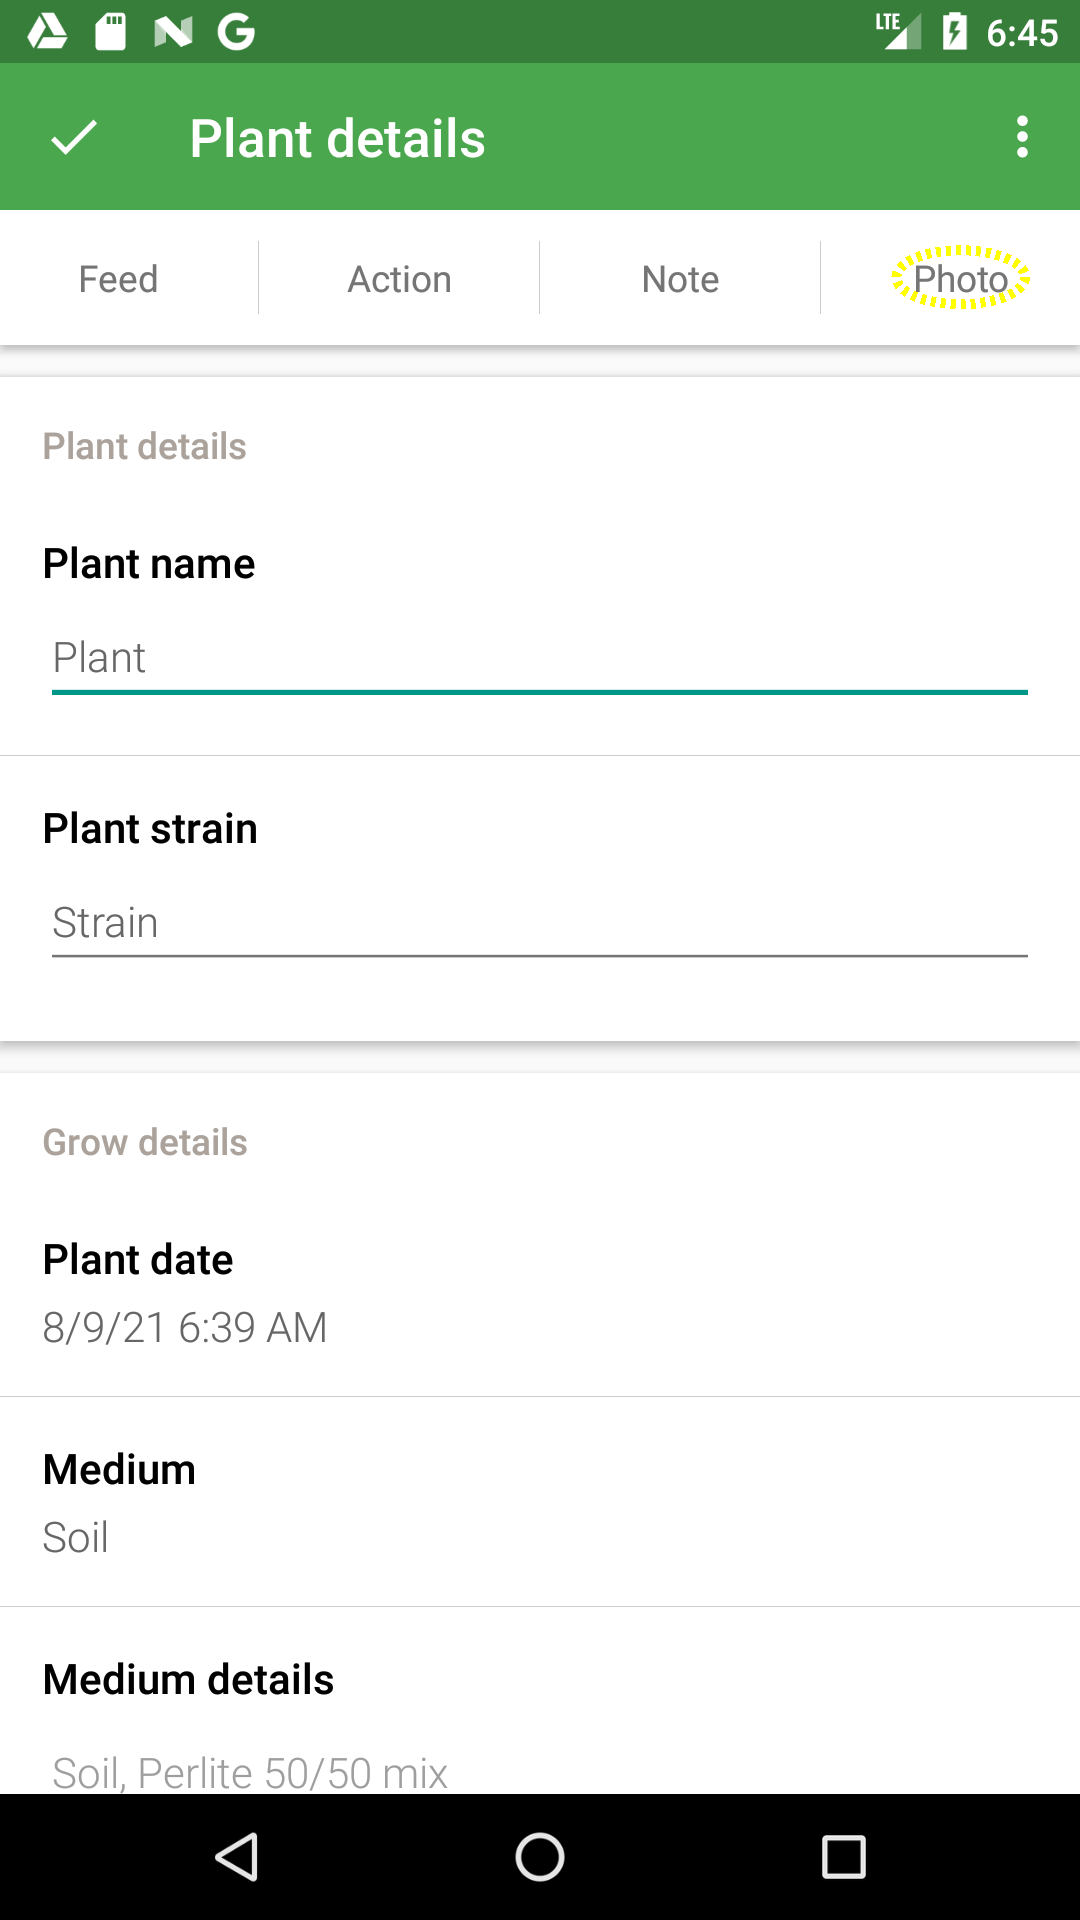 LTE 6:45
Plant details
Feed Action Note Photo
Plant details
Plant name
Plant
Plant strain
Strain
Grow details
Plant date
8/9/21 6:39 AM
Medium
Soil
Medium details
Soil, Perlite 50/50 mix